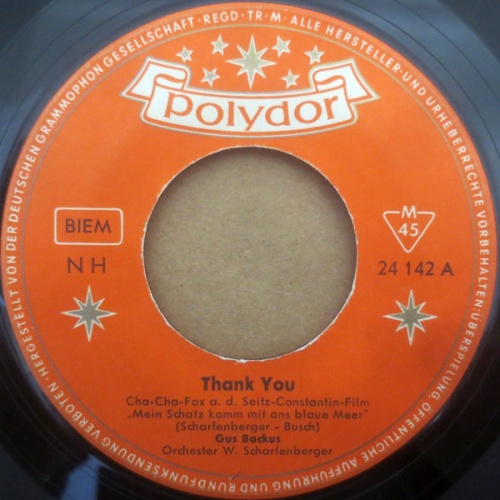 HERGESTELLT VON DER DEUTSCHEN GRAMMOPHON GESELLSCHAFT · REGD · TR · M · ALLE HERSTELLER- UND URHEBERRECHTE VORBEHALTEN · ÜBERSPIELUNG, ÖFFENTLICHE AUFFÜHRUNG UND RUNDFUNKSENDUNG VERBOTEN ·
Polydor
BIEM
M
45
NH
24 142 A
Thank You
Cha-Cha-Fox a. d. Seitz-Constantin-Film
„Mein Schatz komm mit ans blaue Meer"
(Scharfenberger - Busch)
Gus Backus
Orchester W. Scharfenberger